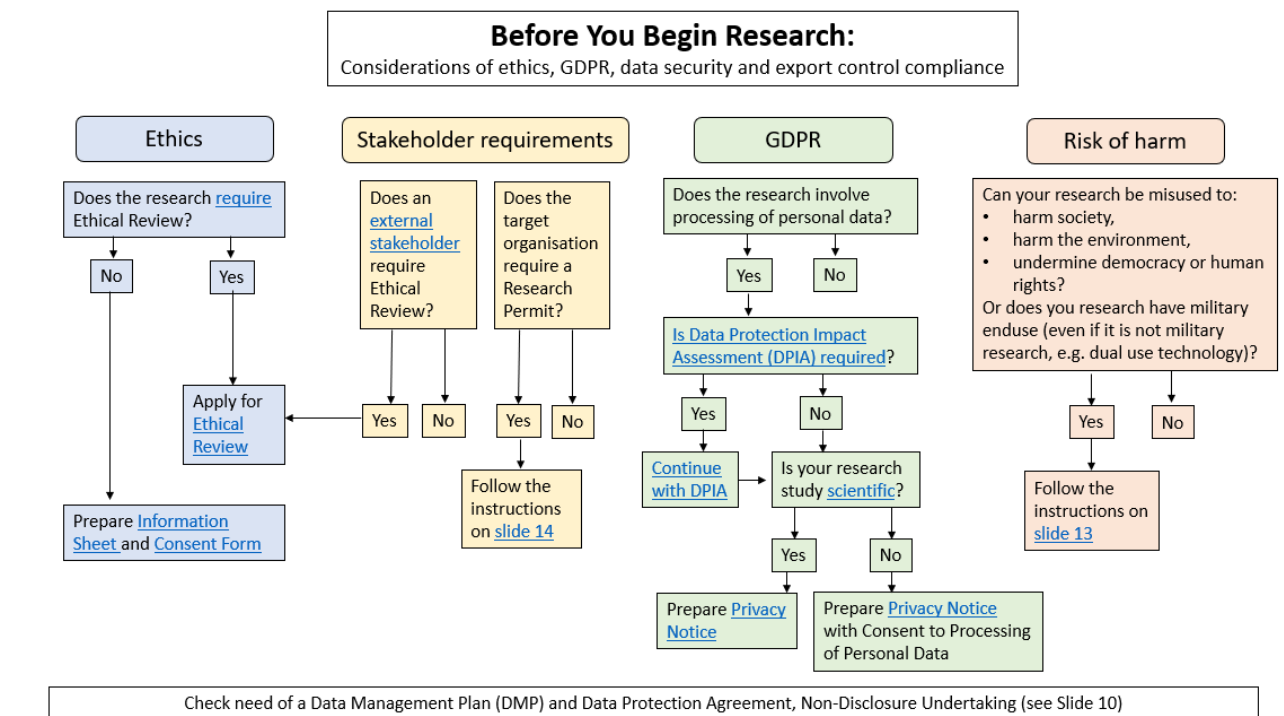 Before You Begin Research:
Considerations of ethics, GDPR, data security and export control compliance
Ethics
Does the research require
Ethical Review?
No
Yes
Apply for
Ethical
Review
Prepare Information
Sheet and Consent Form
Stakeholder requirements
Does an
external
stakeholder
require
Ethical
Review?
Yes
No
Does the
target
organisation
require a
Research
Permit?
Yes
No
Follow the
instructions
on slide 14
GDPR
Does the research involve
processing of personal data?
Yes
No
Is Data Protection Impact
Assessment (DPIA) required?
Yes
No
Continue
with DPIA
Is your research
study scientific?
Yes
No
Prepare Privacy
Notice
Prepare Privacy Notice
with Consent to Processing
of Personal Data
Risk of harm
Can your research be misused to:
• harm society,
• harm the environment,
• undermine democracy or human
rights?
Or does you research have military
enduse (even if it is not military
research, e.g. dual use technology)?
Yes
No
Follow the
instructions on
slide 13
Check need of a Data Management Plan (DMP) and Data Protection Agreement, Non-Disclosure Undertaking (see Slide 10)